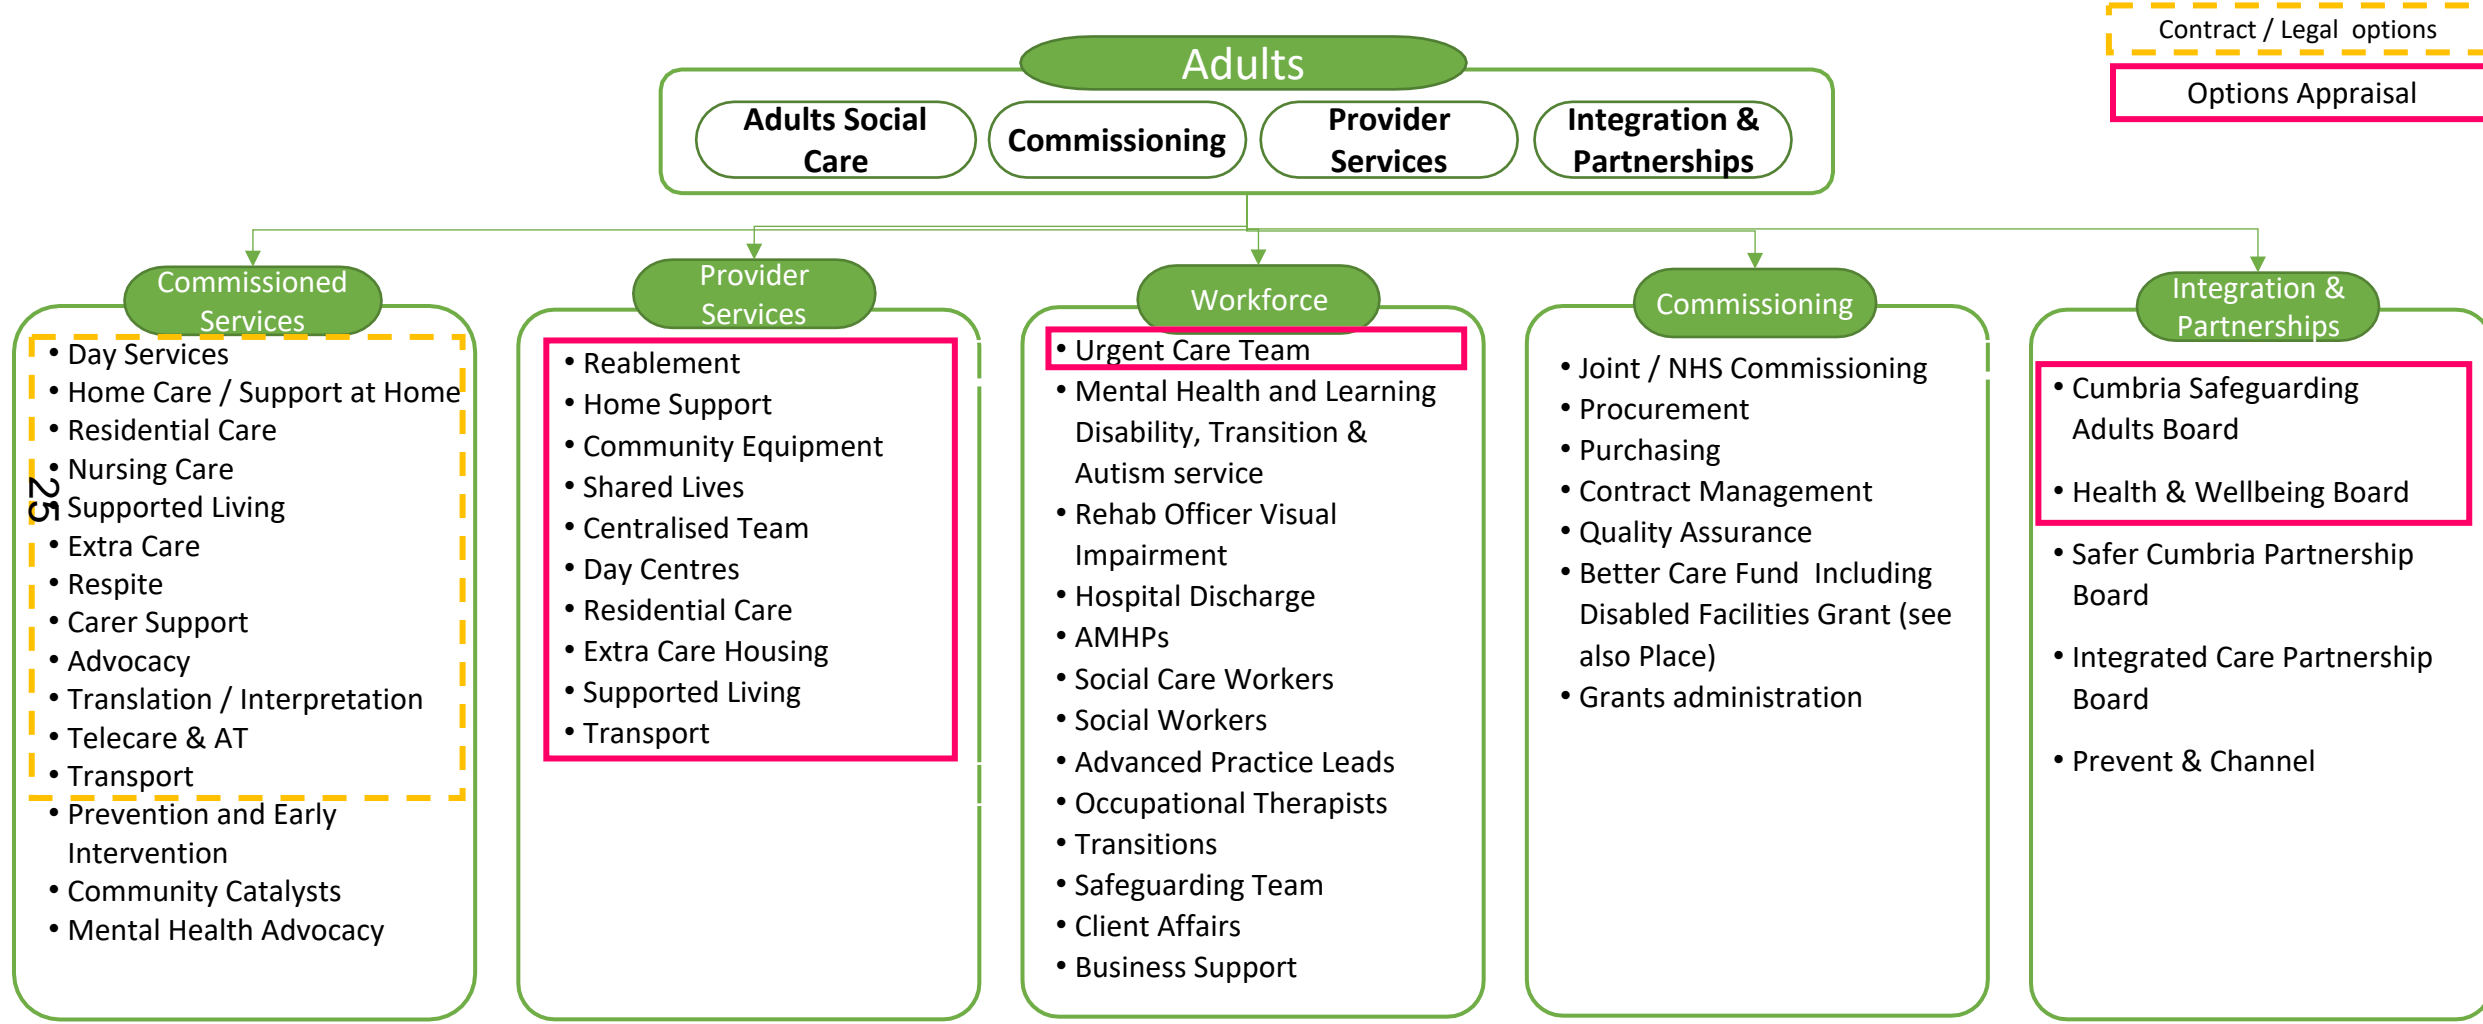 Contract / Legal options
Options Appraisal
Adults
Adults Social
Care
Commissioning
Provider
Services
Integration &
Partnerships
Commissioned
Services
• Day Services
• Home Care / Support at Home
• Residential Care
• Nursing Care
• Supported Living
• Extra Care
• Respite
• Carer Support
• Advocacy
• Translation / Interpretation
• Telecare & AT
• Transport
• Prevention and Early
Intervention
• Community Catalysts
• Mental Health Advocacy
25
Provider
Services
• Reablement
• Home Support
• Community Equipment
• Shared Lives
• Centralised Team
• Day Centres
• Residential Care
• Extra Care Housing
• Supported Living
• Transport
Workforce
• Urgent Care Team
• Mental Health and Learning
Disability, Transition &
Autism service
• Rehab Officer Visual
Impairment
• Hospital Discharge
• AMHPs
• Social Care Workers
• Social Workers
• Advanced Practice Leads
• Occupational Therapists
• Transitions
• Safeguarding Team
• Client Affairs
• Business Support
Commissioning
• Joint / NHS Commissioning
• Procurement
• Purchasing
• Contract Management
• Quality Assurance
• Better Care Fund Including
Disabled Facilities Grant (see
also Place)
• Grants administration
Integration &
Partnerships
• Cumbria Safeguarding
Adults Board
• Health & Wellbeing Board
• Safer Cumbria Partnership
Board
• Integrated Care Partnership
Board
• Prevent & Channel